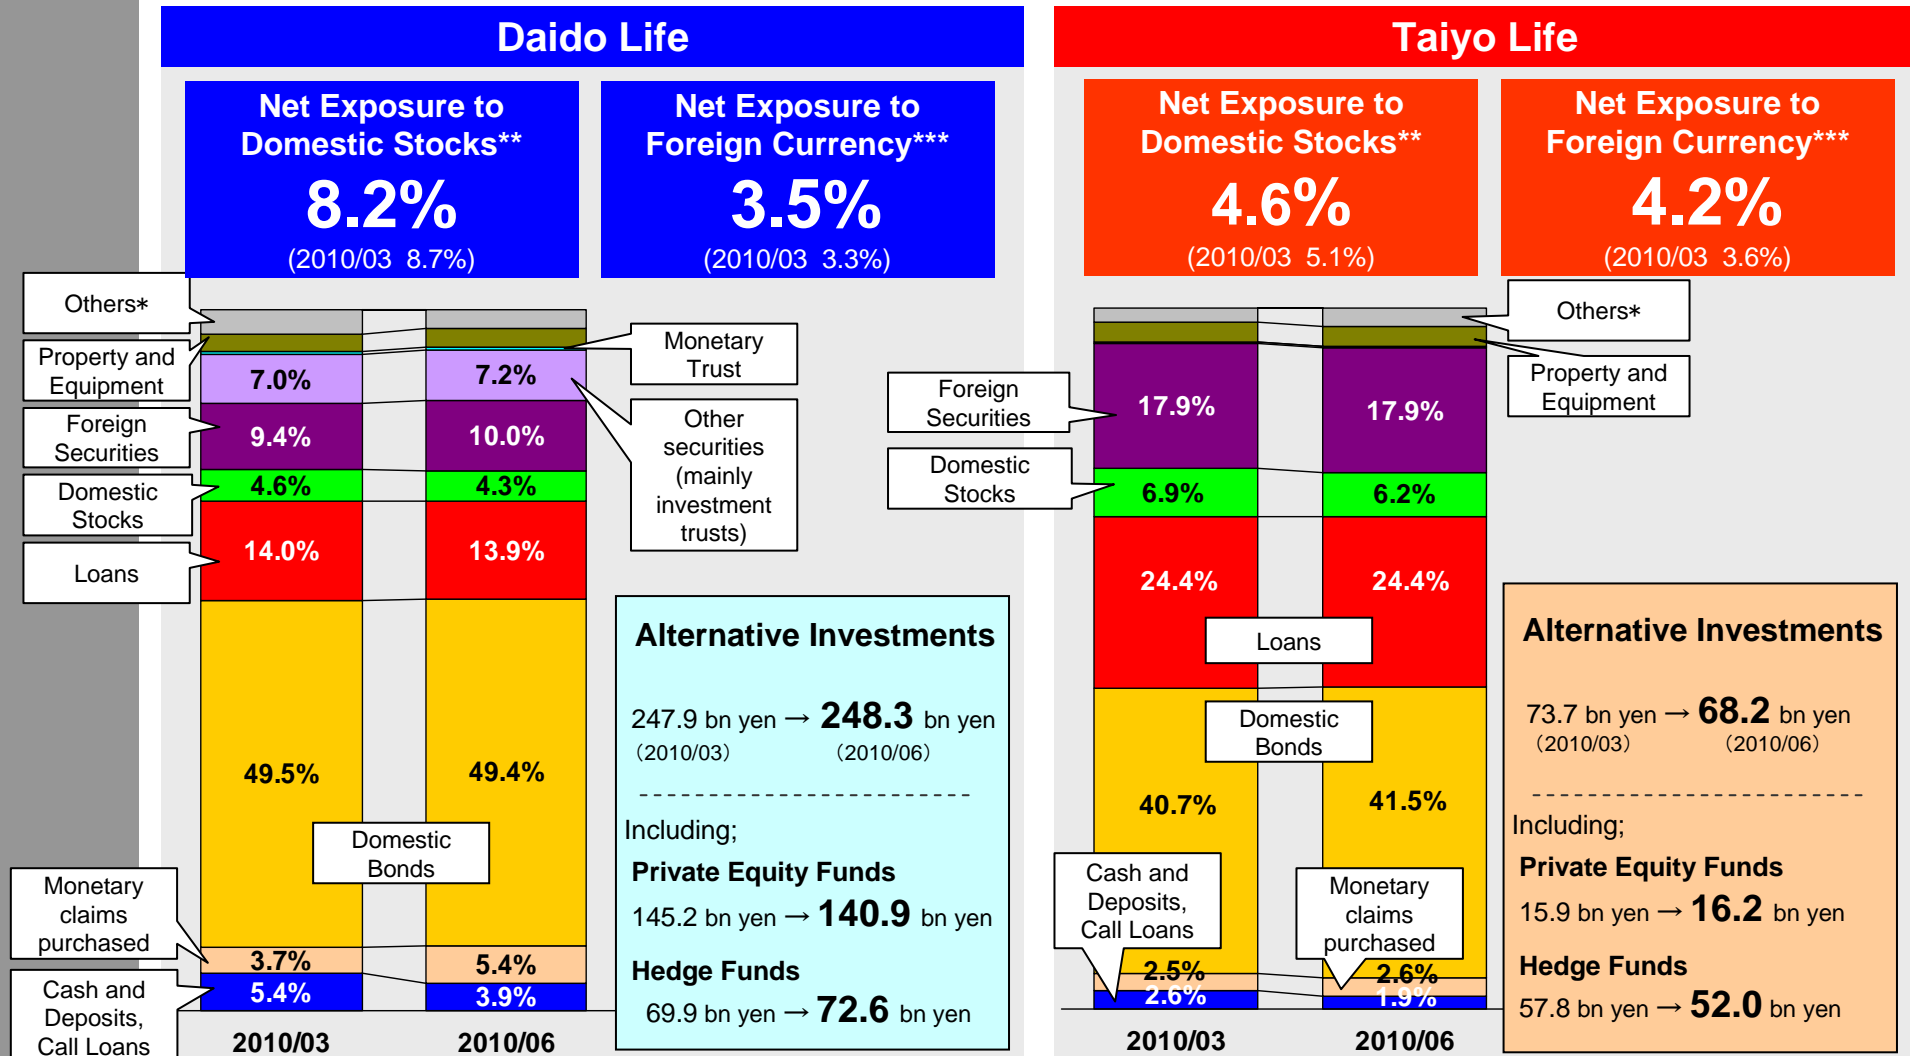 Daido Life
Net Exposure to
Domestic Stocks**
8.2%
(2010/03 8.7%)
Net Exposure to
Foreign Currency***
3.5%
(2010/03 3.3%)
Others*
Property and
Equipment
Foreign
Securities
Domestic
Stocks
Loans
Monetary
claims
purchased
Cash and
Deposits,
Call Loans
7.0%
9.4%
4.6%
14.0%
49.5%
3.7%
5.4%
2010/03
Domestic
Bonds
7.2%
10.0%
4.3%
13.9%
49.4%
5.4%
3.9%
2010/06
Monetary
Trust
Other
securities
(mainly
investment
trusts)
Alternative Investments
247.9 bn yen → 248.3 bn yen
(2010/03) (2010/06)
Including;
Private Equity Funds
145.2 bn yen → 140.9 bn yen
Hedge Funds
69.9 bn yen → 72.6 bn yen
Taiyo Life
Net Exposure to
Domestic Stocks**
4.6%
(2010/03 5.1%)
Net Exposure to
Foreign Currency***
4.2%
(2010/03 3.6%)
Foreign
Securities
Domestic
Stocks
17.9%
6.9%
24.4%
40.7%
Cash and
Deposits,
Call Loans
2.5%
2.6%
2010/03
Loans
Domestic
Bonds
17.9%
6.2%
24.4%
41.5%
Monetary
claims
purchased
2.6%
1.9%
2010/06
Others*
Property and
Equipment
Alternative Investments
73.7 bn yen → 68.2 bn yen
(2010/03) (2010/06)
Including;
Private Equity Funds
15.9 bn yen → 16.2 bn yen
Hedge Funds
57.8 bn yen → 52.0 bn yen